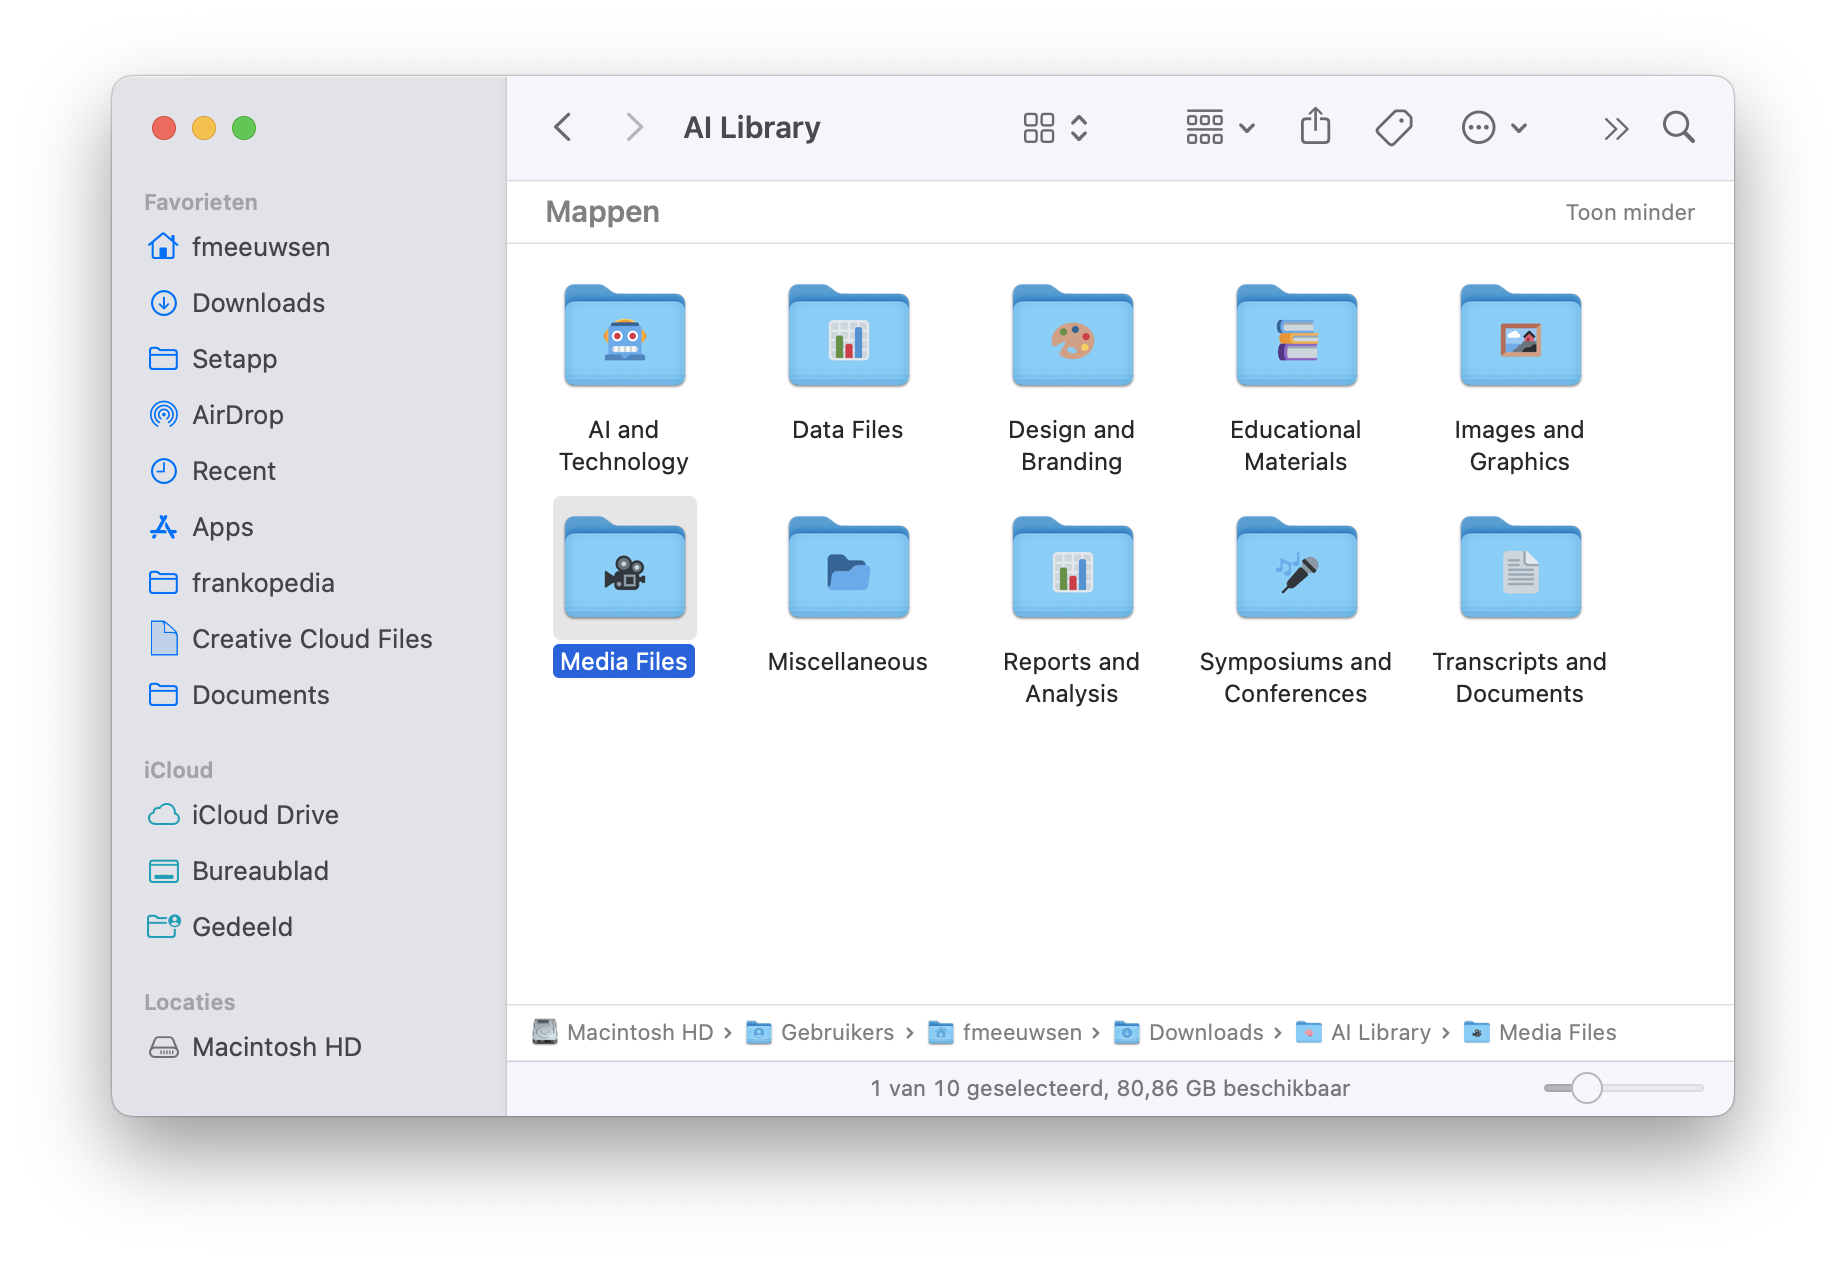 AI Library
Favorieten
fmeeuwsen
Downloads
Setapp
AirDrop
Recent
Apps
frankopedia
Creative Cloud Files
Documents
iCloud
iCloud Drive
Bureaublad
Gedeeld
Locaties
Macintosh HD
Mappen
Toon minder
AI and
Technology
Data Files
Design and
Branding
Educational
Materials
Images and
Graphics
Media Files
Miscellaneous
Reports and
Analysis
Symposiums and
Conferences
Transcripts and
Documents
Macintosh HD › Gebruikers › fmeeuwsen › Downloads › AI Library › Media Files
1 van 10 geselecteerd, 80,86 GB beschikbaar